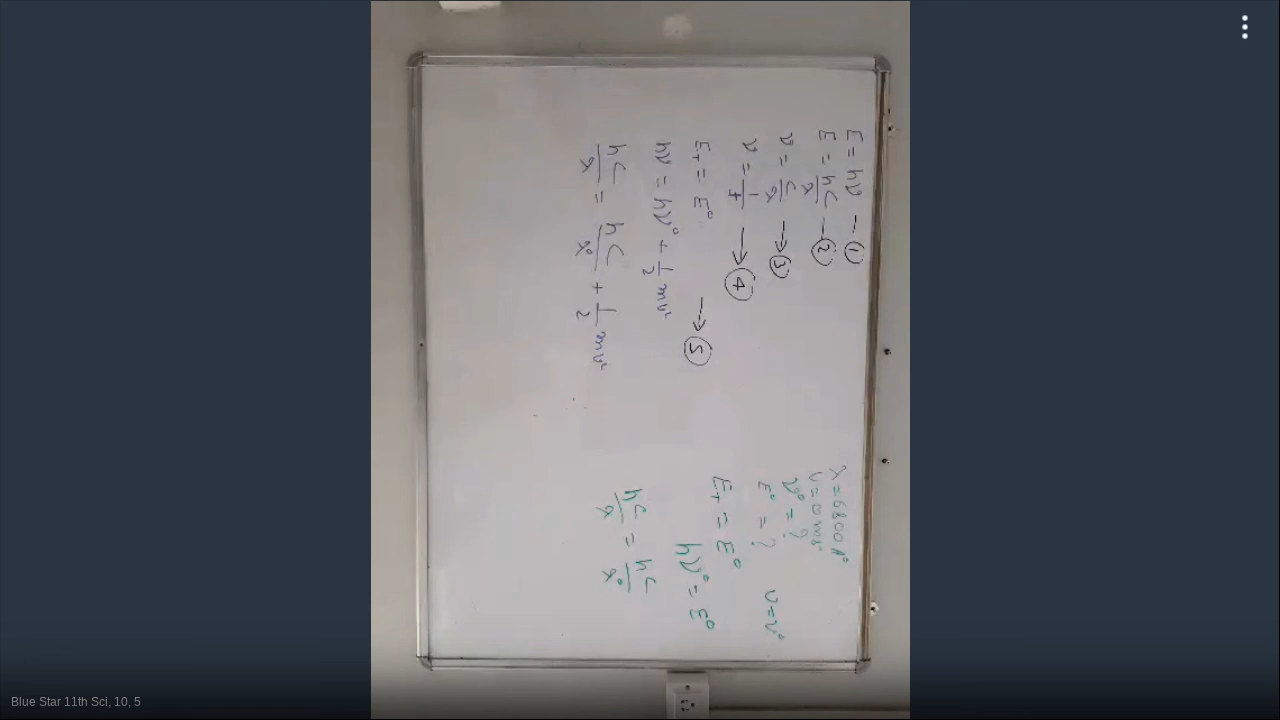 E = hν — ①
E = hc/λ — ②
ν = c/λ → ③
ν = 1/T → ④
E_T = E° → ⑤
hν = hν° + 1/2 mv²
hc/λ = hc/λ° + 1/2 mv²
λ = 6800 A°
v = 0 ms⁻
ν° = ?
E° = ? ν = ν°
E_T = E°
hν° = E°
hc/λ = hc/λ°
Blue Star 11th Sci, 10, 5